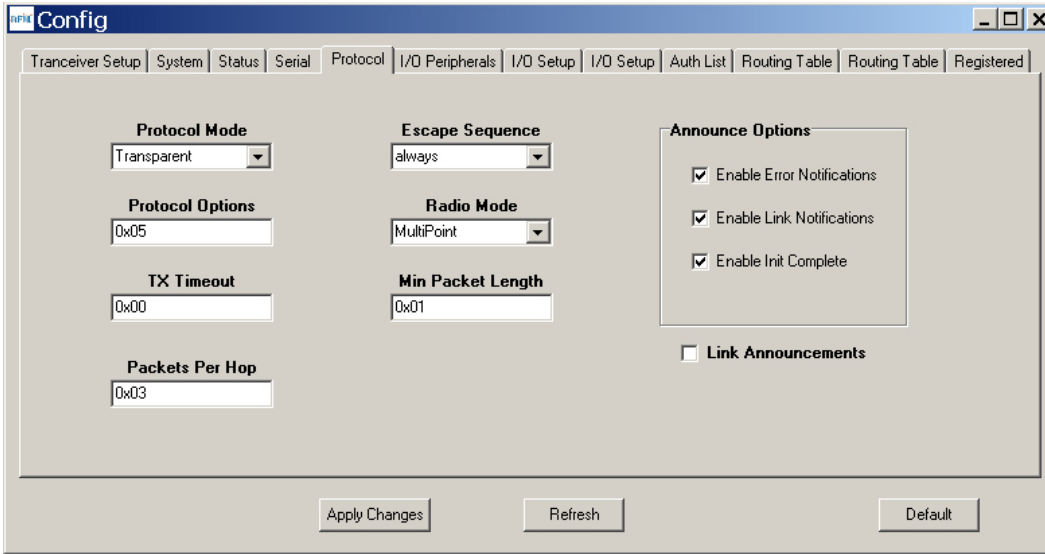 Config
Tranceiver Setup System Status Serial Protocol I/O Peripherals I/O Setup I/O Setup Auth List Routing Table Routing Table Registered
Protocol Mode Escape Sequence Announce Options
Transparent always
Enable Error Notifications
Protocol Options Radio Mode
0x05 MultiPoint
Enable Link Notifications
Enable Init Complete
TX Timeout Min Packet Length
0x00 0x01
Link Announcements
Packets Per Hop
0x03
Apply Changes Refresh Default